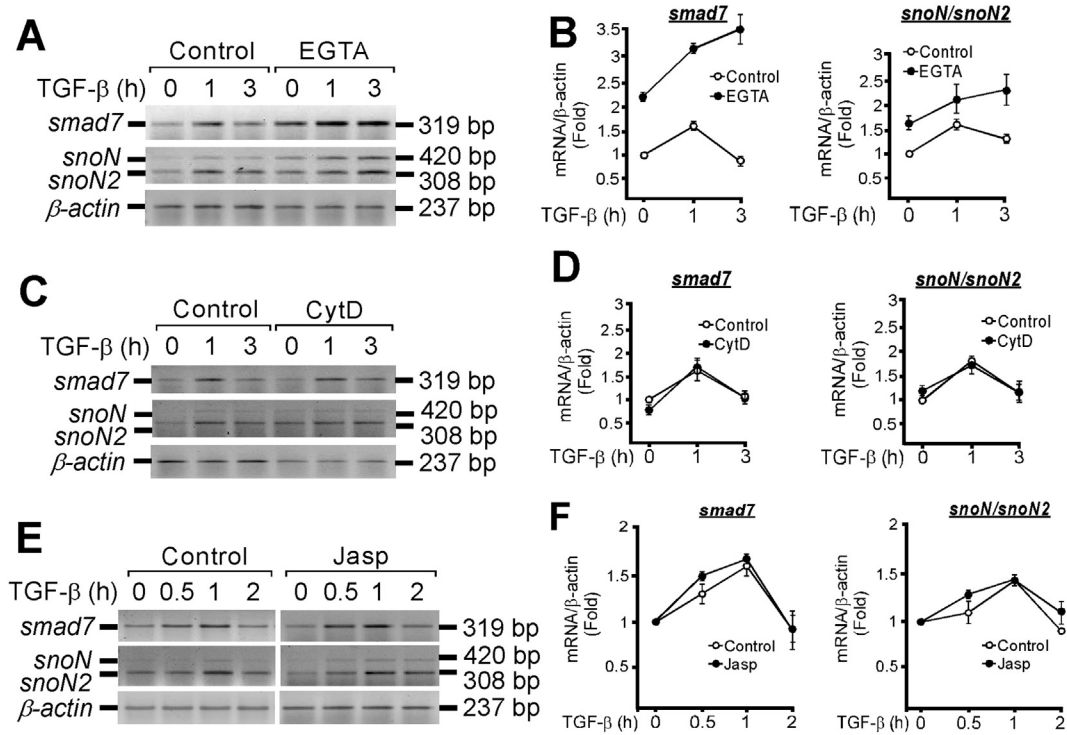 A
Control EGTA
TGF-β (h) 0 1 3 0 1 3
smad7 319 bp
snoN 420 bp
snoN2 308 bp
β-actin 237 bp
B
smad7
mRNA/β-actin
(Fold)
3.5
3
2.5
2
1.5
1
0.5
Control
EGTA
TGF-β (h) 0 1 3
snoN/snoN2
mRNA/β-actin
(Fold)
3
2.5
2
1.5
1
0.5
Control
EGTA
TGF-β (h) 0 1 3
C
Control CytD
TGF-β (h) 0 1 3 0 1 3
smad7 319 bp
snoN 420 bp
snoN2 308 bp
β-actin 237 bp
D
smad7
mRNA/β-actin
(Fold)
3
2.5
2
1.5
1
0.5
Control
CytD
TGF-β (h) 0 1 3
snoN/snoN2
mRNA/β-actin
(Fold)
3
2.5
2
1.5
1
0.5
Control
CytD
TGF-β (h) 0 1 3
E
Control Jasp
TGF-β (h) 0 0.5 1 2 0 0.5 1 2
smad7 319 bp
snoN 420 bp
snoN2 308 bp
β-actin 237 bp
F
smad7
mRNA/β-actin
(Fold)
2
1.5
1
0.5
Control
Jasp
TGF-β (h) 0 0.5 1 2
snoN/snoN2
mRNA/β-actin
(Fold)
2
1.5
1
0.5
Control
Jasp
TGF-β (h) 0 0.5 1 2